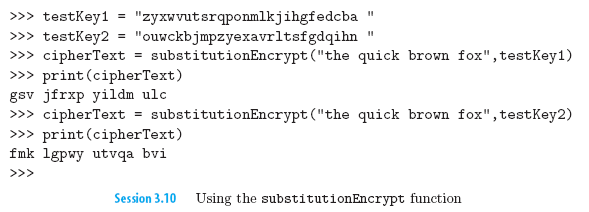 >>> testKey1 = "zyxwvutsrqponmlkjihgfedcba "
>>> testKey2 = "ouwckbjmpzyexavrltsfgdqihn "
>>> cipherText = substitutionEncrypt("the quick brown fox",testKey1)
>>> print(cipherText)
gsv jfrxp yildm ulc
>>> cipherText = substitutionEncrypt("the quick brown fox",testKey2)
>>> print(cipherText)
fmk lgpwy utvqa bvi
>>>
Session 3.10 Using the substitutionEncrypt function